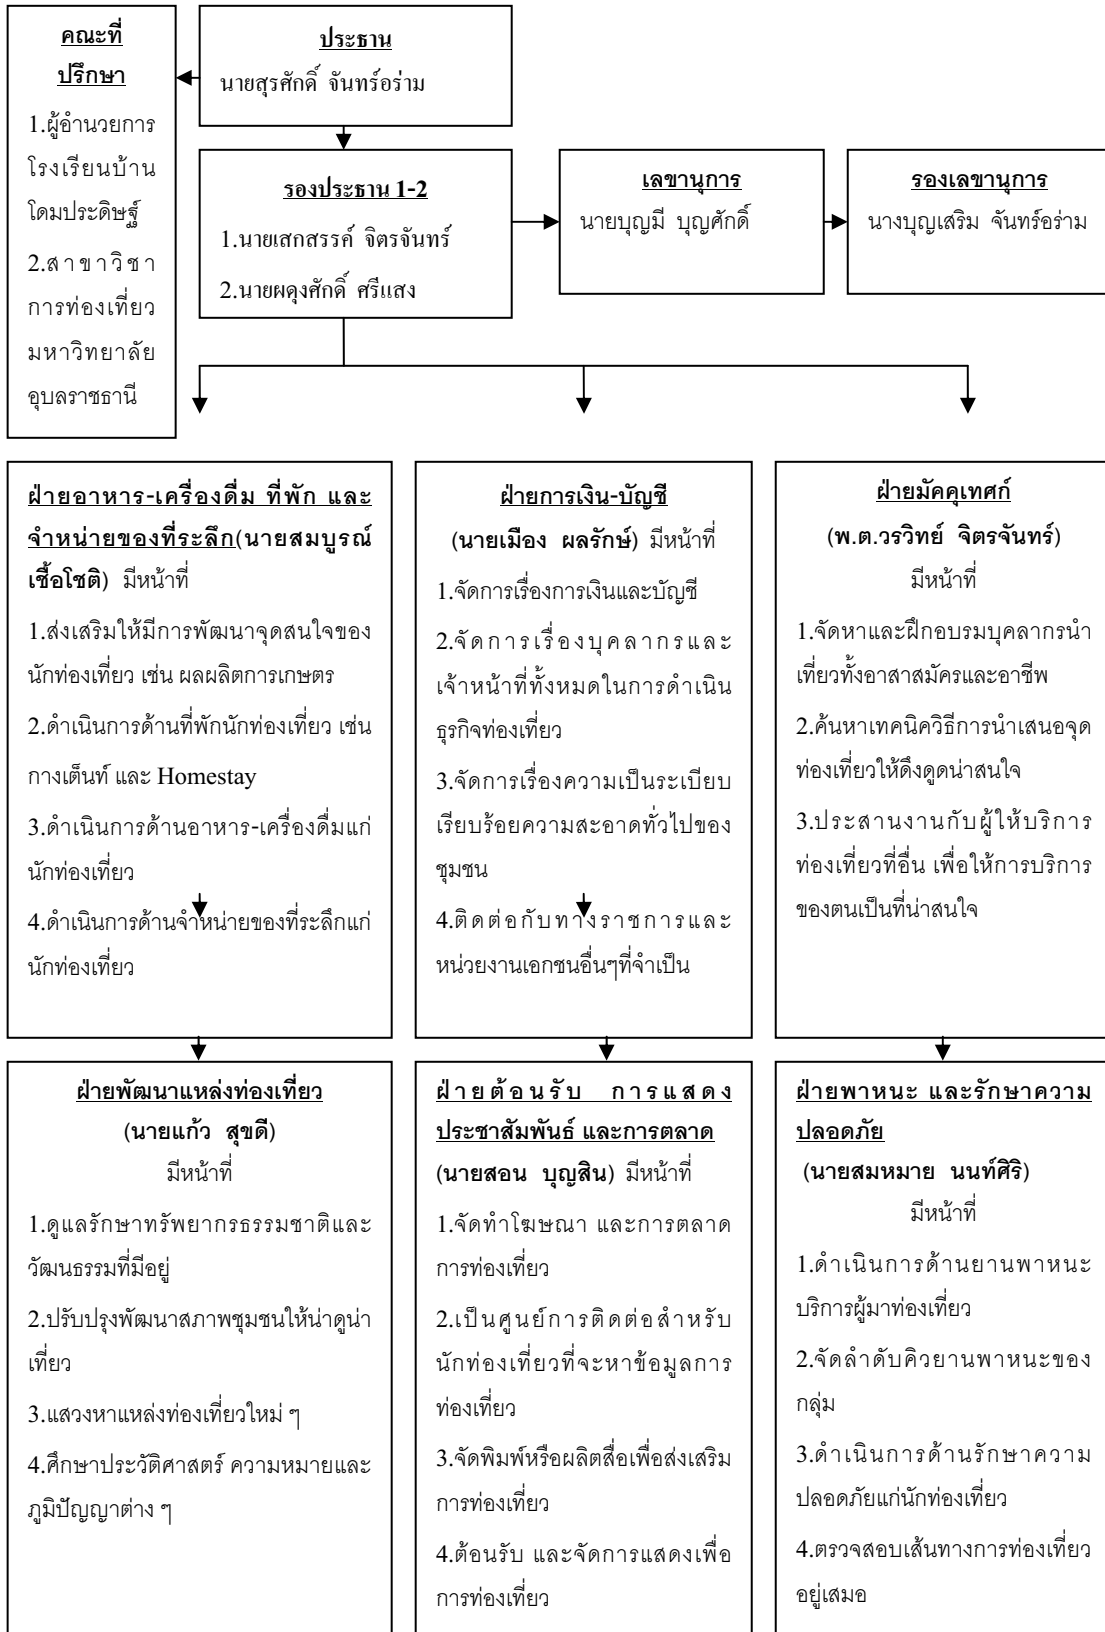 คณะที่
ปรึกษา
1.ผู้อำนวยการ
โรงเรียนบ้าน
โดมประดิษฐ์
2.สาขาวิชา
การท่องเที่ยว
มหาวิทยาลัย
อุบลราชธานี
ประธาน
นายสุรศักดิ์ จันทร์อร่าม
รองประธาน 1-2
1.นายเสกสรรค์ จิตรจันทร์
2.นายผดุงศักดิ์ ศรีแสง
เลขานุการ
นายบุญมี บุญศักดิ์
รองเลขานุการ
นางบุญเสริม จันทร์อร่าม
ฝ่ายอาหาร-เครื่องดื่ม ที่พัก และ
จำหน่ายของที่ระลึก(นายสมบูรณ์
เชื้อโชติ) มีหน้าที่
1.ส่งเสริมให้มีการพัฒนาจุดสนใจของ
นักท่องเที่ยว เช่น ผลผลิตการเกษตร
2.ดำเนินการด้านที่พักนักท่องเที่ยว เช่น
กางเต็นท์ และ Homestay
3.ดำเนินการด้านอาหาร-เครื่องดื่มแก่
นักท่องเที่ยว
4.ดำเนินการด้านจำหน่ายของที่ระลึกแก่
นักท่องเที่ยว
ฝ่ายการเงิน-บัญชี
(นายเมือง ผลรักษ์) มีหน้าที่
1.จัดการเรื่องการเงินและบัญชี
2.จัดการเรื่องบุคลากรและ
เจ้าหน้าที่ทั้งหมดในการดำเนิน
ธุรกิจท่องเที่ยว
3.จัดการเรื่องความเป็นระเบียบ
เรียบร้อยความสะอาดทั่วไปของ
ชุมชน
4.ติดต่อกับทางราชการและ
หน่วยงานเอกชนอื่นๆที่จำเป็น
ฝ่ายมัคคุเทศก์
(พ.ต.วรวิทย์ จิตรจันทร์)
มีหน้าที่
1.จัดหาและฝึกอบรมบุคลากรนำ
เที่ยวทั้งอาสาสมัครและอาชีพ
2.ค้นหาเทคนิควิธีการนำเสนอจุด
ท่องเที่ยวให้ดึงดูดน่าสนใจ
3.ประสานงานกับผู้ให้บริการ
ท่องเที่ยวที่อื่น เพื่อให้การบริการ
ของตนเป็นที่น่าสนใจ
ฝ่ายพัฒนาแหล่งท่องเที่ยว
(นายแก้ว สุขดี)
มีหน้าที่
1.ดูแลรักษาทรัพยากรธรรมชาติและ
วัฒนธรรมที่มีอยู่
2.ปรับปรุงพัฒนาสภาพชุมชนให้น่าดูน่า
เที่ยว
3.แสวงหาแหล่งท่องเที่ยวใหม่ ๆ
4.ศึกษาประวัติศาสตร์ ความหมายและ
ภูมิปัญญาต่าง ๆ
ฝ่ายต้อนรับ การแสดง
ประชาสัมพันธ์ และการตลาด
(นายสอน บุญสิน) มีหน้าที่
1.จัดทำโฆษณา และการตลาด
การท่องเที่ยว
2.เป็นศูนย์การติดต่อสำหรับ
นักท่องเที่ยวที่จะหาข้อมูลการ
ท่องเที่ยว
3.จัดพิมพ์หรือผลิตสื่อเพื่อส่งเสริม
การท่องเที่ยว
4.ต้อนรับ และจัดการแสดงเพื่อ
การท่องเที่ยว
ฝ่ายพาหนะ และรักษาความ
ปลอดภัย
(นายสมหมาย นนท์ศิริ)
มีหน้าที่
1.ดำเนินการด้านยานพาหนะ
บริการผู้มาท่องเที่ยว
2.จัดลำดับคิวยานพาหนะของ
กลุ่ม
3.ดำเนินการด้านรักษาความ
ปลอดภัยแก่นักท่องเที่ยว
4.ตรวจสอบเส้นทางการท่องเที่ยว
อยู่เสมอ